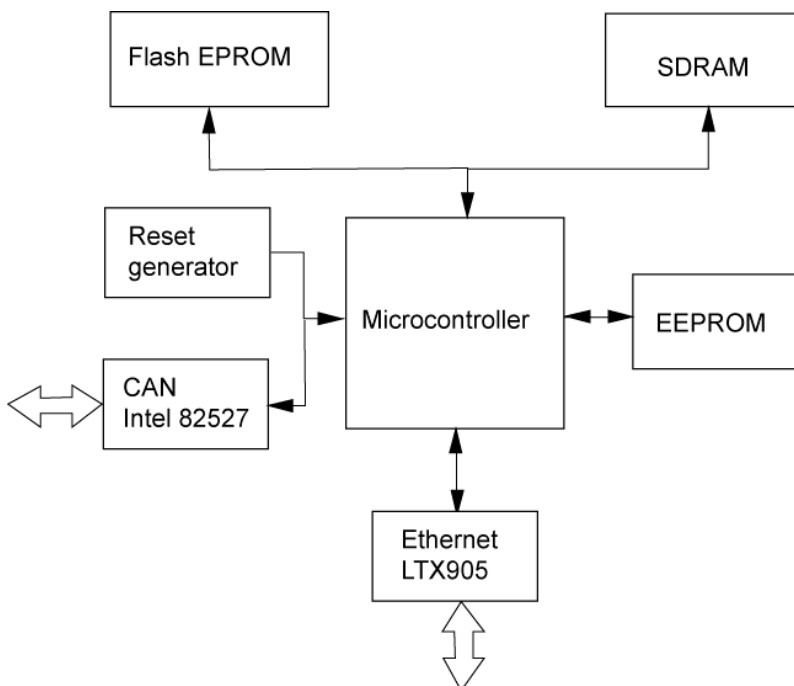 Flash EPROM
SDRAM
Reset
generator
Microcontroller
EEPROM
CAN
Intel 82527
Ethernet
LTX905